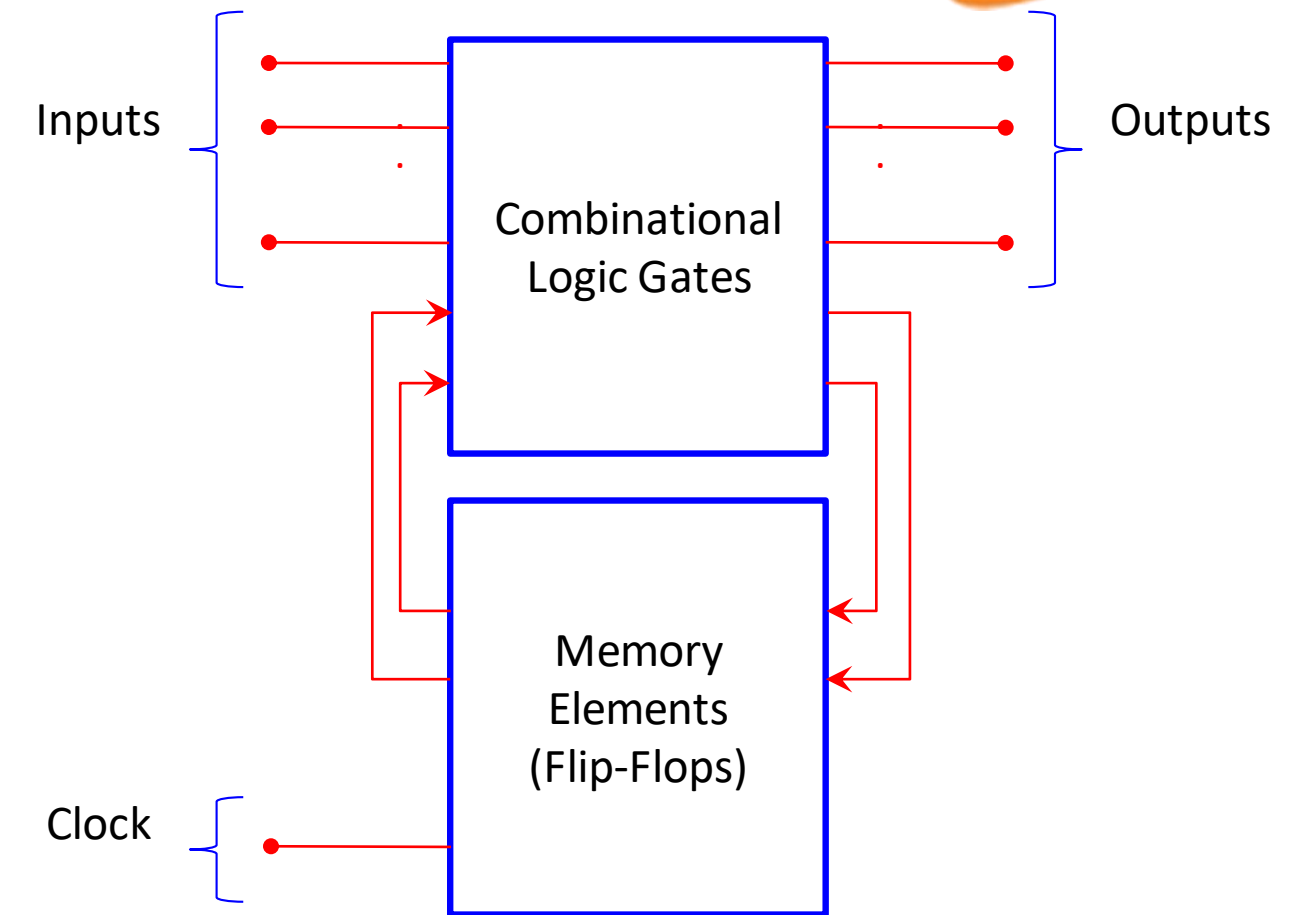 Inputs
Outputs
Combinational
Logic Gates
Memory
Elements
(Flip-Flops)
Clock